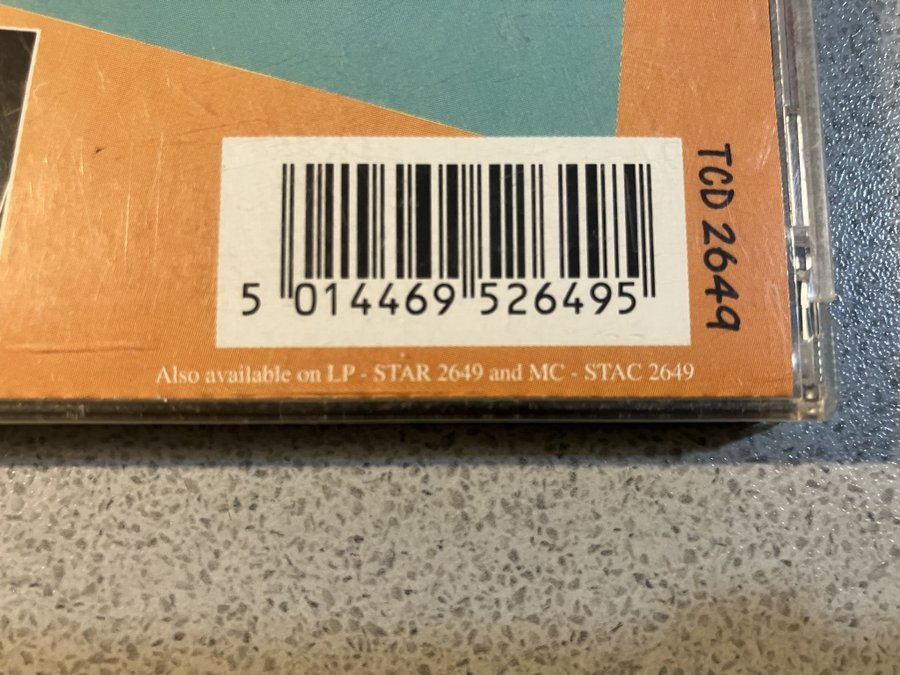 5 014469 526495
TCD 2649
Also available on LP - STAR 2649 and MC - STAC 2649